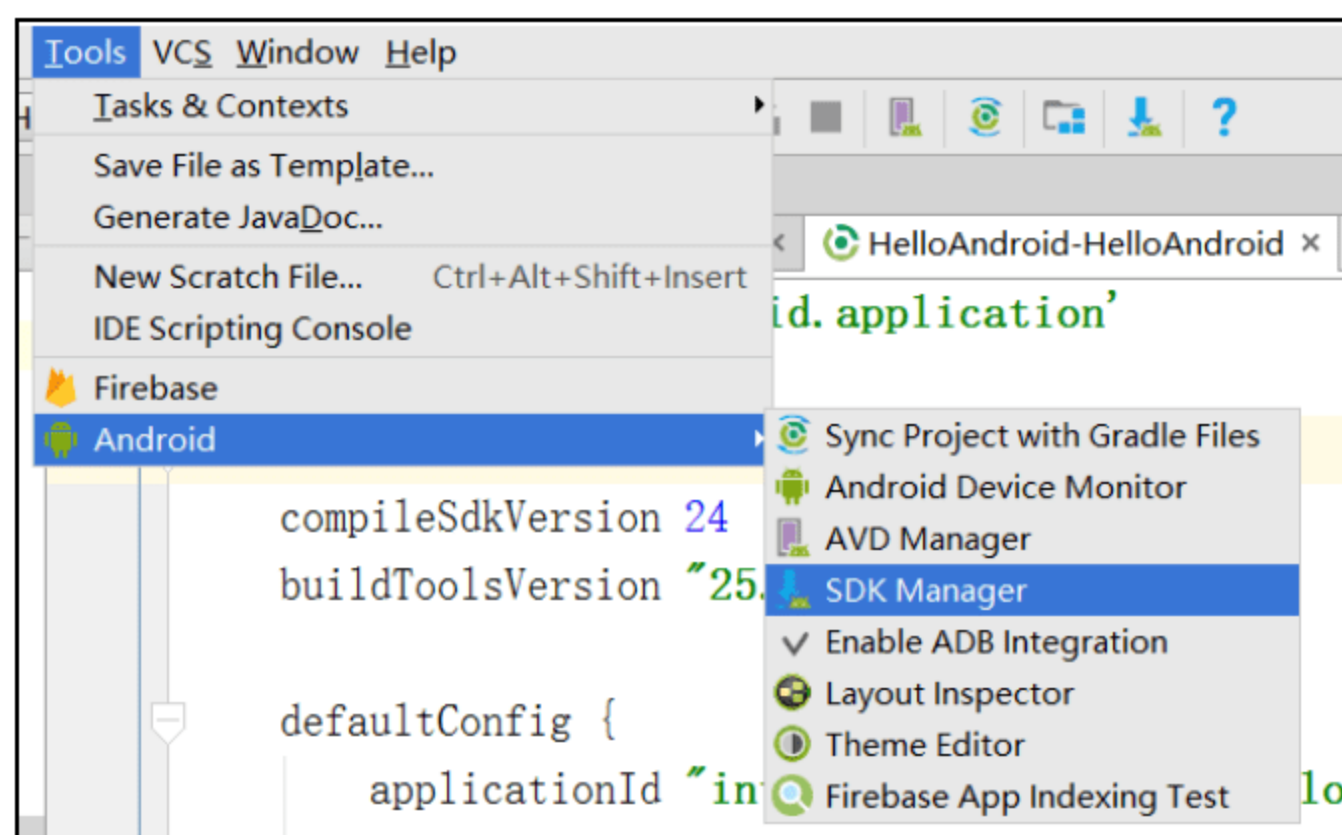 Tools VCS Window Help
Tasks & Contexts
Save File as Template...
Generate JavaDoc...
HelloAndroid-HelloAndroid
New Scratch File... Ctrl+Alt+Shift+Insert
id.application'
IDE Scripting Console
Firebase
Android
Sync Project with Gradle Files
Android Device Monitor
compileSdkVersion 24
AVD Manager
buildToolsVersion "25.
SDK Manager
Enable ADB Integration
Layout Inspector
defaultConfig {
Theme Editor
applicationId "in
Firebase App Indexing Test
lo